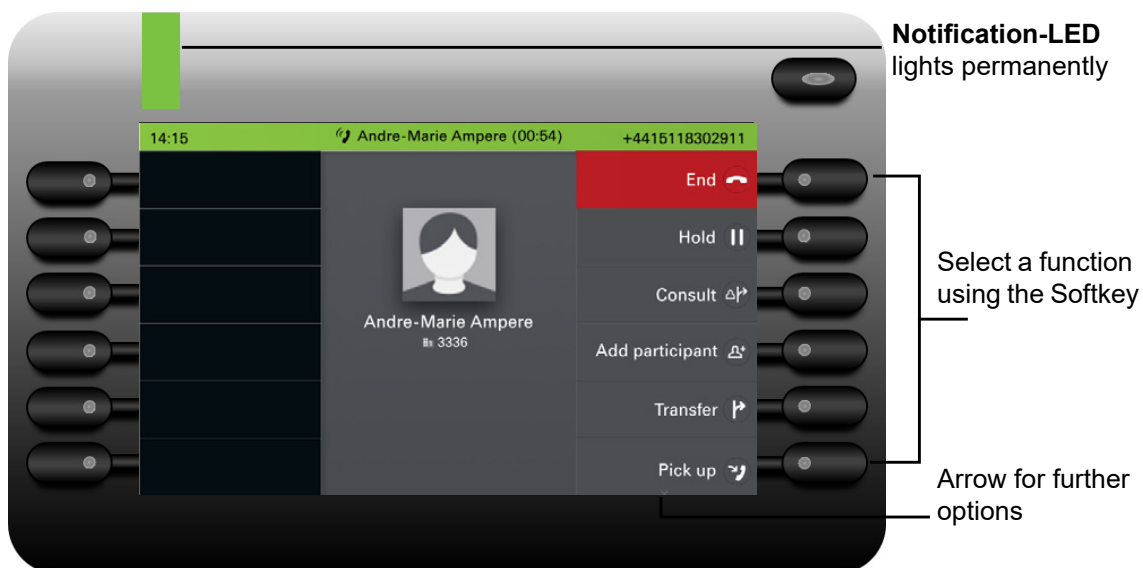 Notification-LED
lights permanently
14:15
Andre-Marie Ampere (00:54)
+4415118302911
End
Hold
Consult
Add participant
Transfer
Pick up
Andre-Marie Ampere
3336
Select a function
using the Softkey
Arrow for further
options